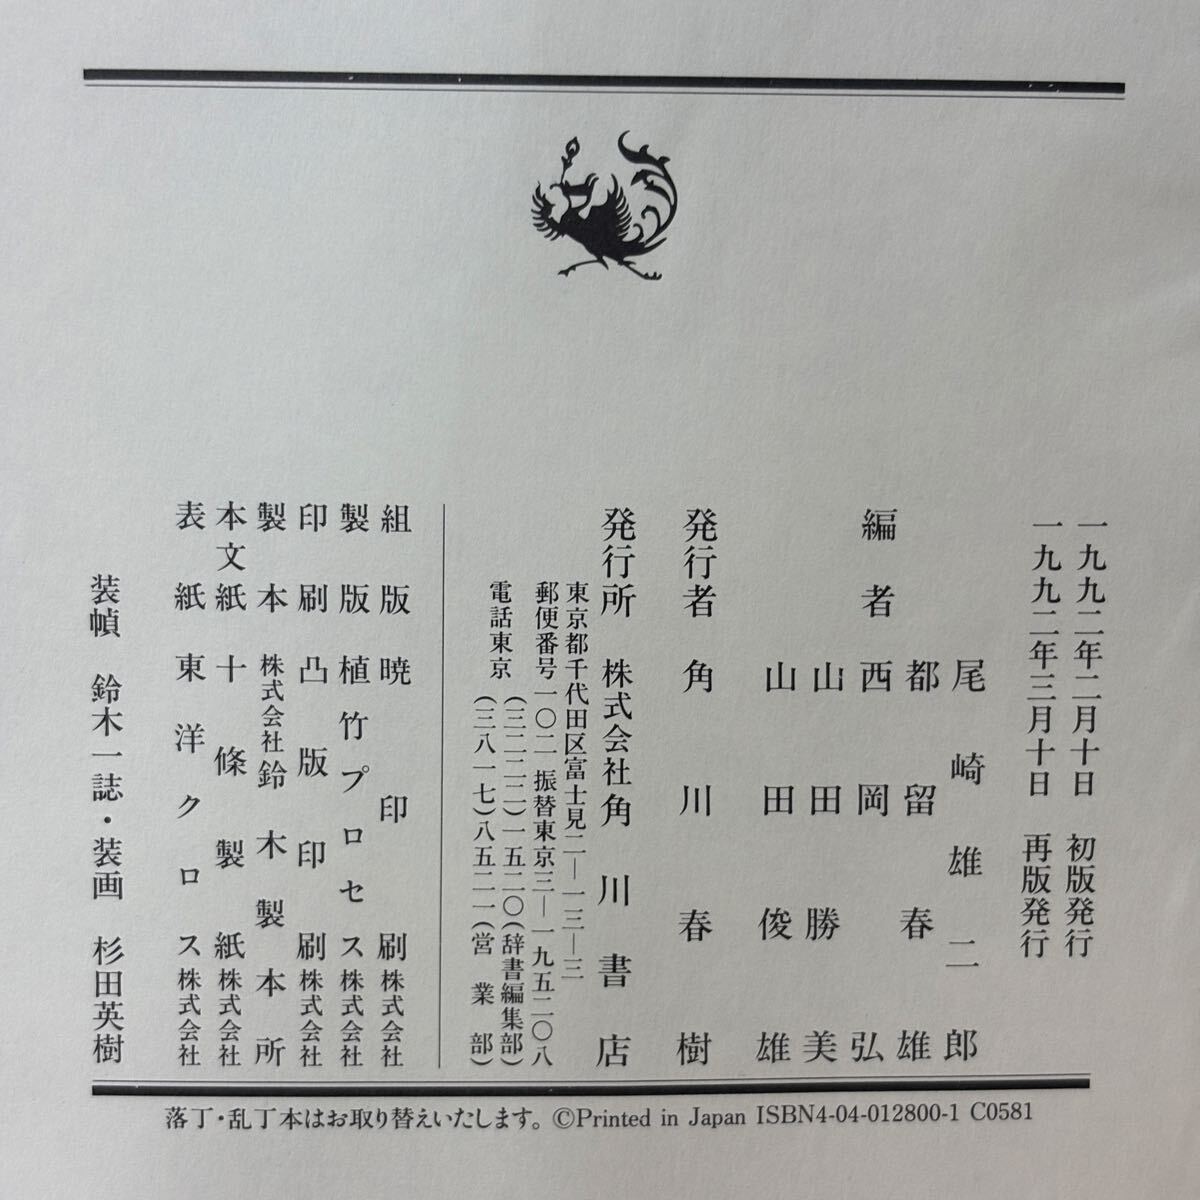 一九九二年二月十日 初版発行
一九九二年三月十日 再版発行
編者
尾崎雄二郎
都留春雄
西岡弘
山田勝美
山田俊雄
発行者 角川春樹
発行所 株式会社角川書店
東京都千代田区富士見二―一三―三
郵便番号一〇二 振替東京三―一九五二〇八
電話東京(三二二二)一五二〇(辞書編集部)
(三八一七)八五二一(営業部)
組版 暁印刷株式会社
製版 植竹プロセス株式会社
印刷 凸版印刷株式会社
製本 株式会社鈴木製本所
本文紙 十條製紙株式会社
表紙 東洋クロス株式会社
装幀 鈴木一誌・装画 杉田英樹
落丁・乱丁本はお取り替えいたします。©Printed in Japan ISBN4-04-012800-1 C0581